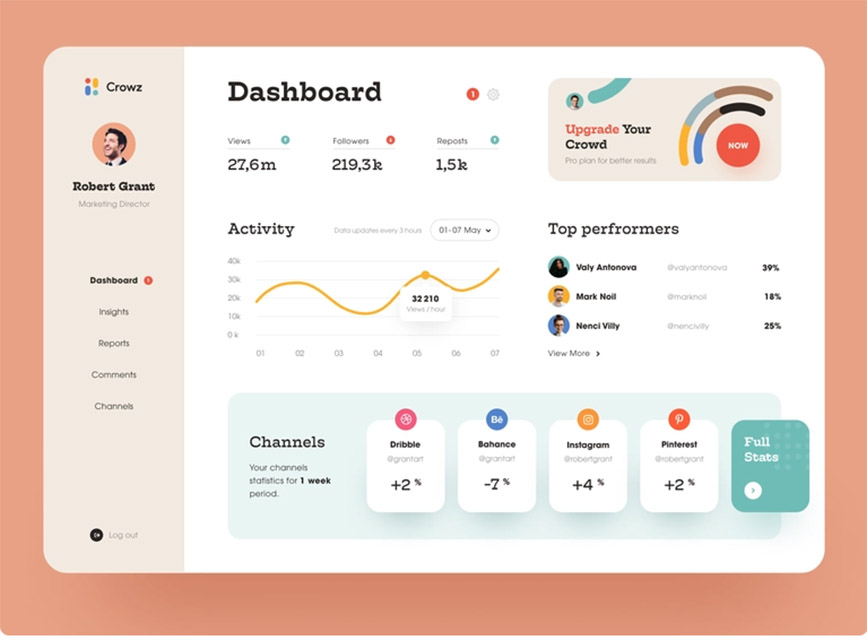 Crowz
Robert Grant
Marketing Director
Dashboard 1
Insights
Reports
Comments
Channels
Log out
Dashboard
1
Views
27,6m
Followers
219,3k
Reposts
1,5k
Upgrade Your
Crowd
Pro plan for better results
NOW
Activity
Data updates every 3 hours
01-07 May
40k
30k
20k
10k
0 k
32 210
Views / hour
01 02 03 04 05 06 07
Top perfrormers
Valy Antonova @valyantonova 39%
Mark Noil @marknoil 18%
Nenci Villy @nencivilly 25%
View More
Channels
Your channels
statistics for 1 week
period.
Dribble
@grantart
+2 %
Bē
Bahance
@grantart
-7 %
Instagram
@robertgrant
+4 %
Pinterest
@robertgrant
+2 %
Full
Stats